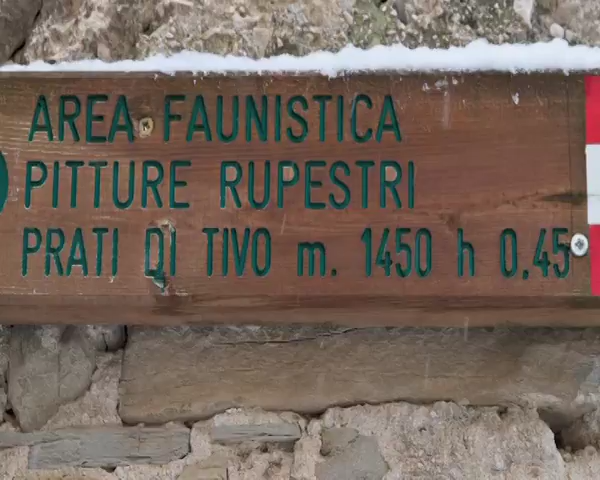 AREA FAUNISTICA
PITTURE RUPESTRI
PRATI DI TIVO m. 1450 h 0.45